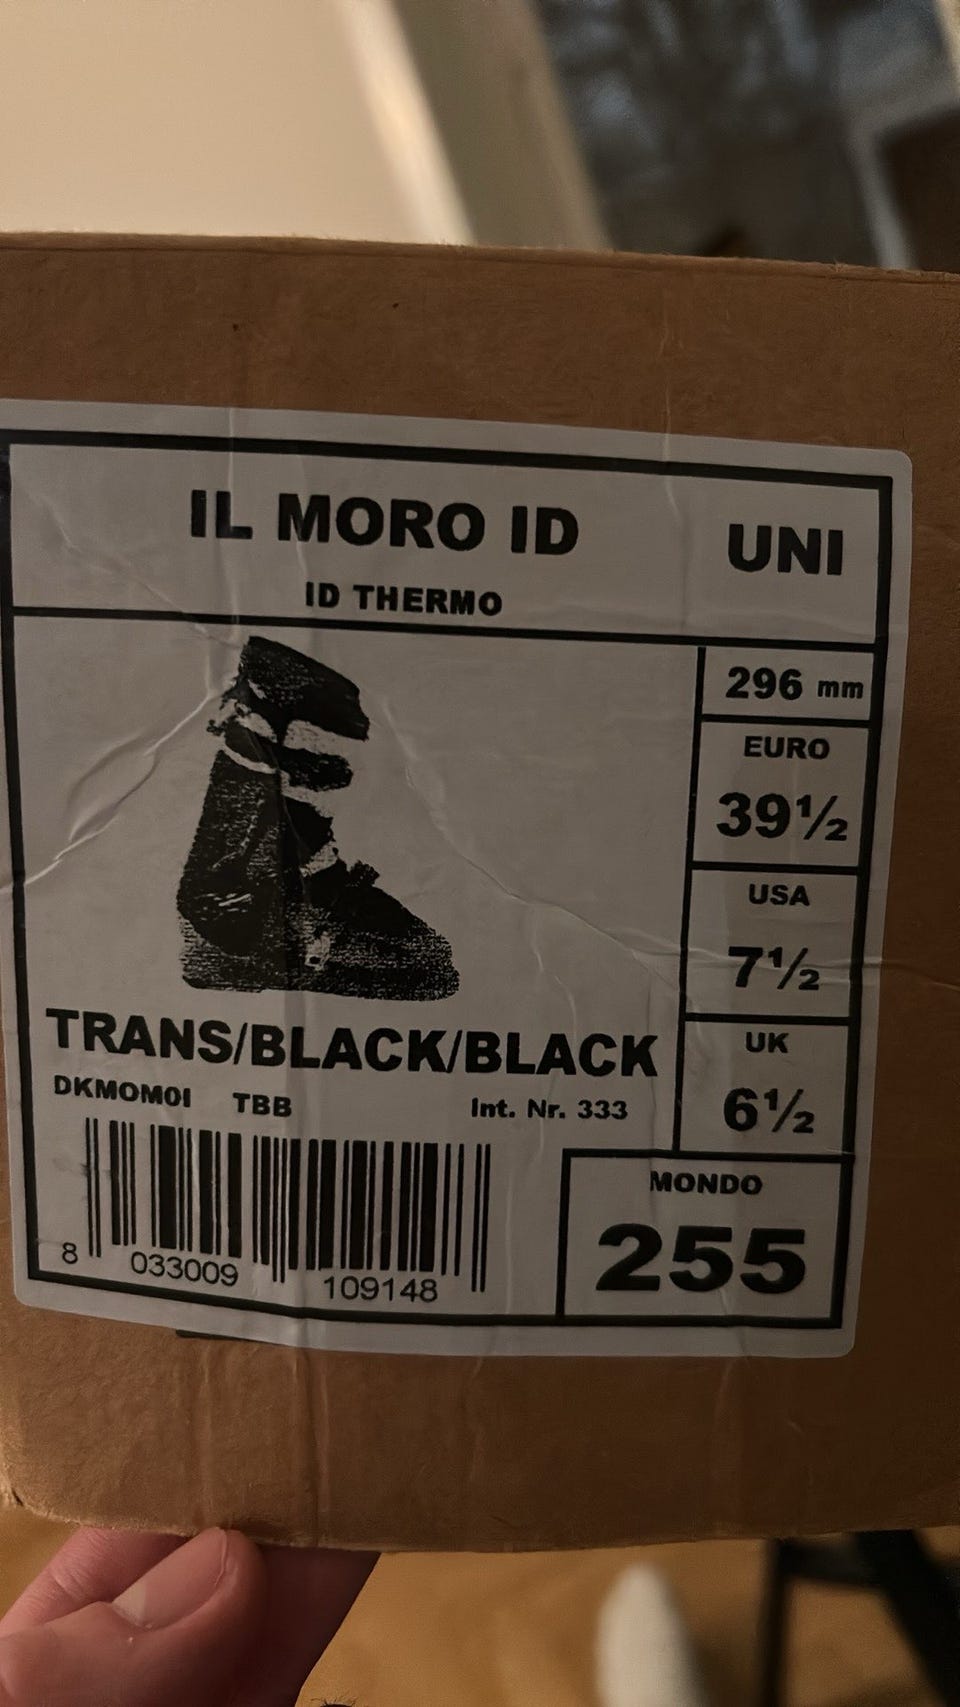 IL MORO ID
UNI
ID THERMO
296 mm
EURO
39½
USA
7½
UK
6½
TRANS/BLACK/BLACK
DKMOM0I TBB Int. Nr. 333
8 033009 109148
MONDO
255